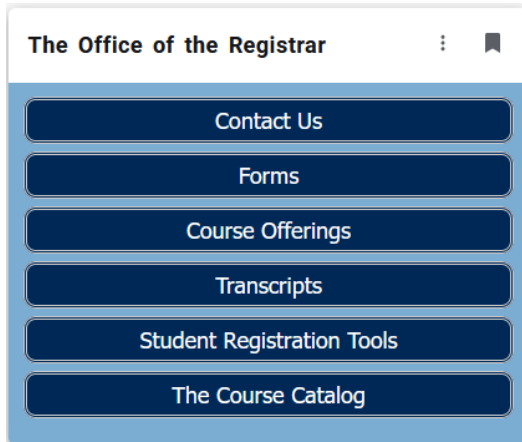 The Office of the Registrar
Contact Us
Forms
Course Offerings
Transcripts
Student Registration Tools
The Course Catalog